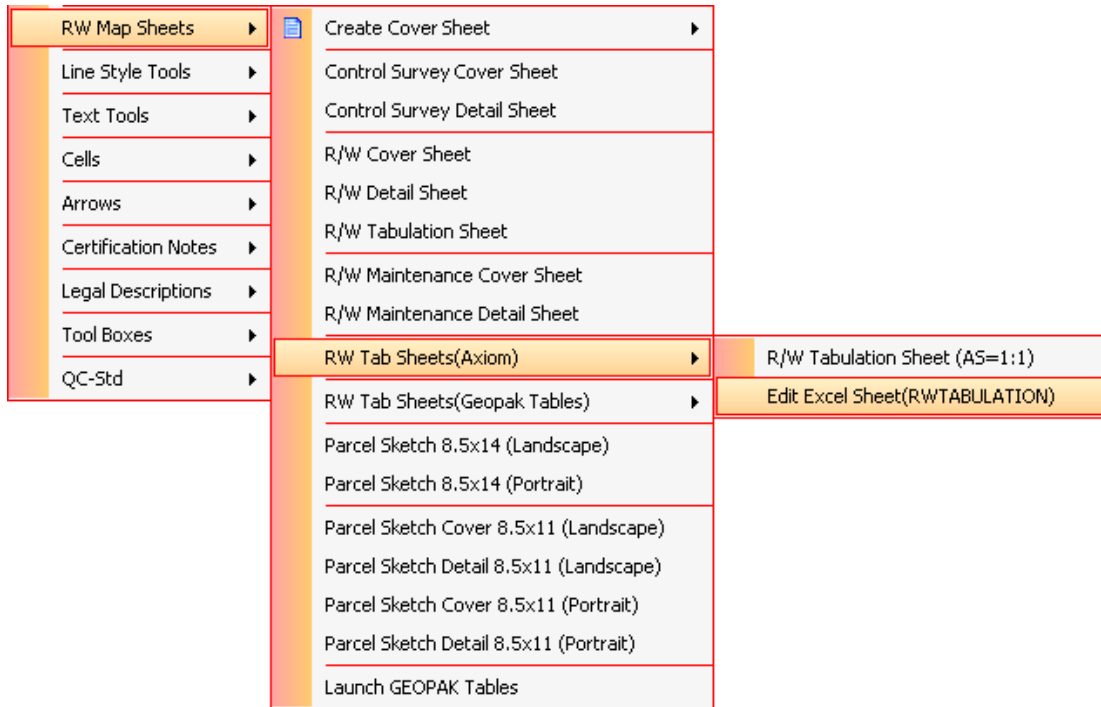 RW Map Sheets
Line Style Tools
Text Tools
Cells
Arrows
Certification Notes
Legal Descriptions
Tool Boxes
QC-Std
Create Cover Sheet
Control Survey Cover Sheet
Control Survey Detail Sheet
R/W Cover Sheet
R/W Detail Sheet
R/W Tabulation Sheet
R/W Maintenance Cover Sheet
R/W Maintenance Detail Sheet
RW Tab Sheets(Axiom)
RW Tab Sheets(Geopak Tables)
Parcel Sketch 8.5x14 (Landscape)
Parcel Sketch 8.5x14 (Portrait)
Parcel Sketch Cover 8.5x11 (Landscape)
Parcel Sketch Detail 8.5x11 (Landscape)
Parcel Sketch Cover 8.5x11 (Portrait)
Parcel Sketch Detail 8.5x11 (Portrait)
Launch GEOPAK Tables
R/W Tabulation Sheet (AS=1:1)
Edit Excel Sheet(RWTABULATION)